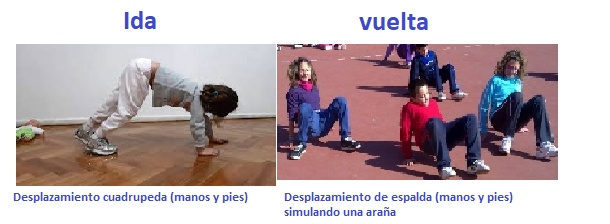 Ida
vuelta
Desplazamiento cuadrupeda (manos y pies)
Desplazamiento de espalda (manos y pies)
simulando una araña